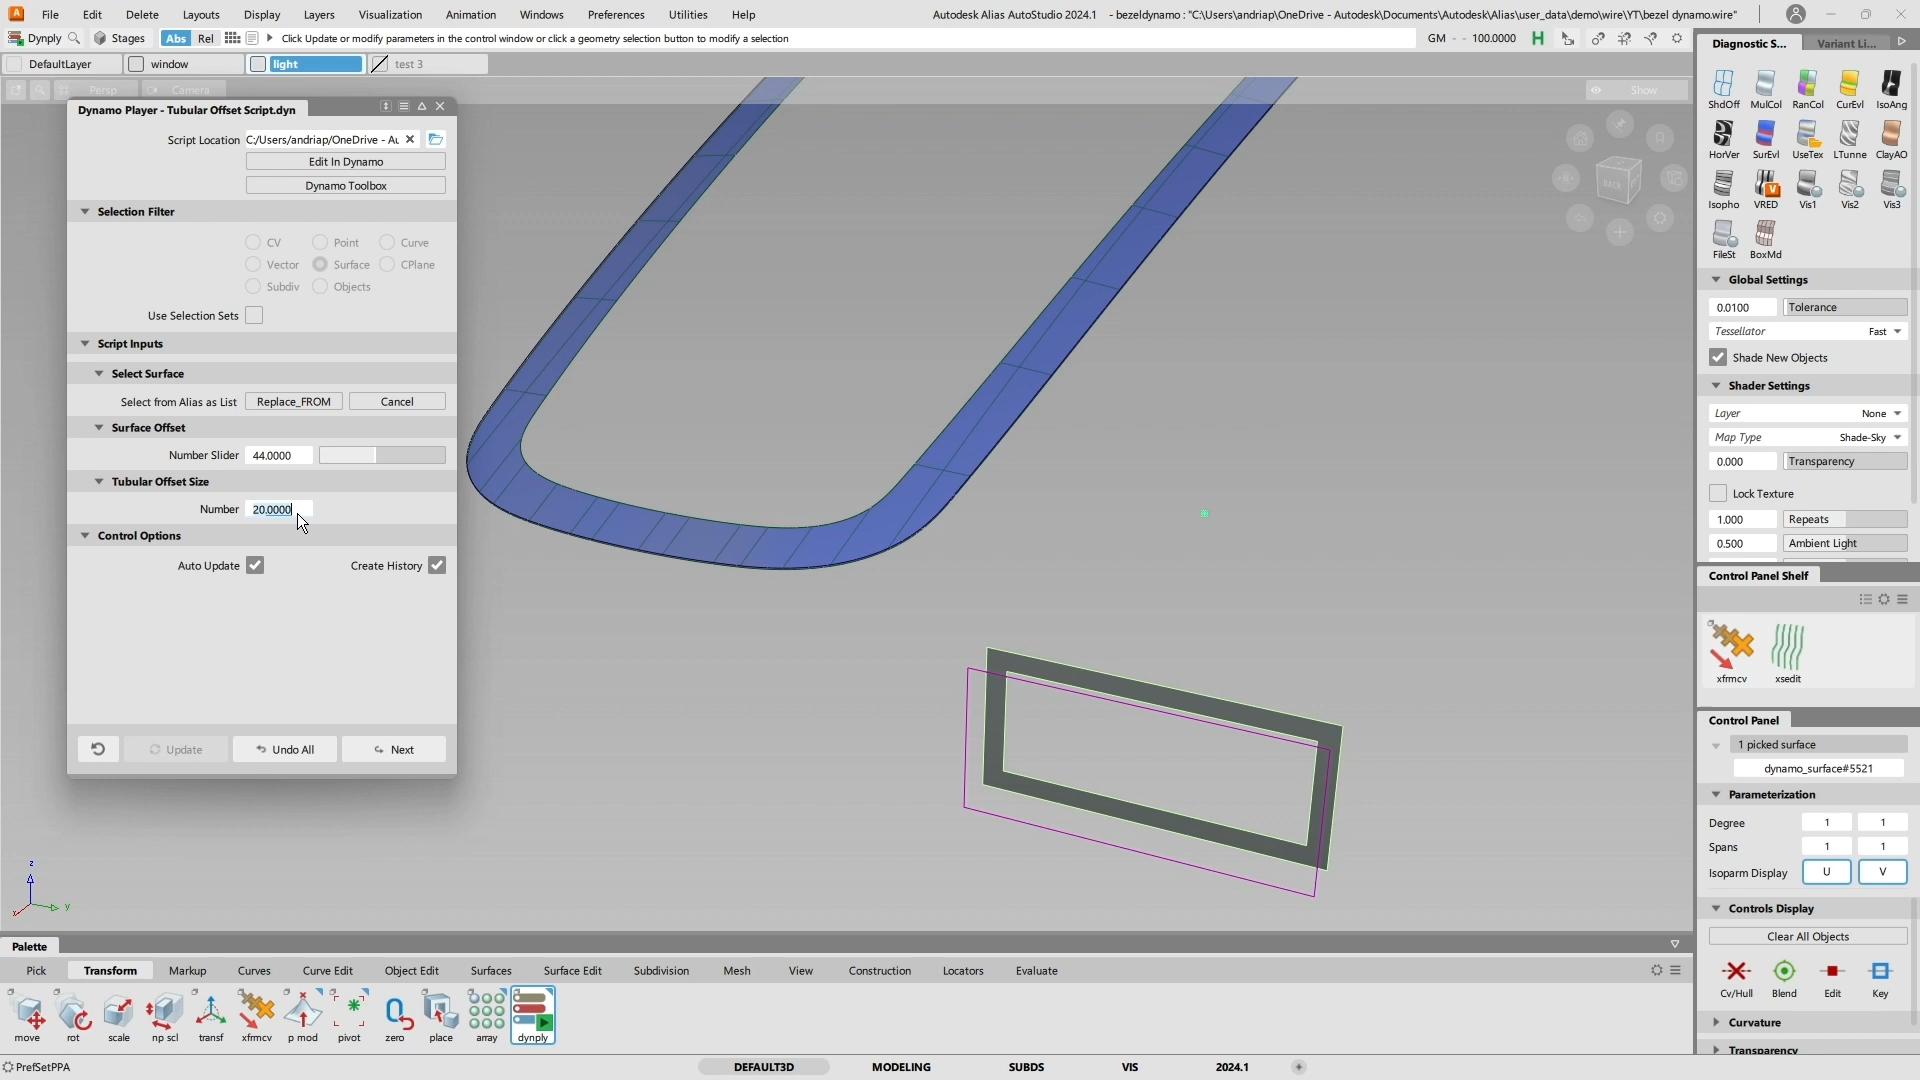 File Edit Delete Layouts Display Layers Visualization Animation Windows Preferences Utilities Help
Autodesk Alias AutoStudio 2024.1 - bezeldynamo : "C:\Users\andriap\OneDrive - Autodesk\Documents\Autodesk\Alias\user_data\demo\wire\YT\bezel dynamo.wire"
Dynply Stages Abs Rel Click Update or modify parameters in the control window or click a geometry selection button to modify a selection GM - - 100.0000 H
DefaultLayer window light test 3
Persp Camera Show
Dynamo Player - Tubular Offset Script.dyn
Script Location C:/Users/andriap/OneDrive - Au
Edit In Dynamo
Dynamo Toolbox
Selection Filter
CV Point Curve
Vector Surface CPlane
Subdiv Objects
Use Selection Sets
Script Inputs
Select Surface
Select from Alias as List Replace_FROM Cancel
Surface Offset
Number Slider 44.0000
Tubular Offset Size
Number 20.0000
Control Options
Auto Update Create History
Update Undo All Next
BACK
z
y
x
Diagnostic S... Variant Li...
ShdOff MulCol RanCol CurEvl IsoAng
HorVer SurEvl UseTex LTunne ClayAO
Isopho VRED Vis1 Vis2 Vis3
FileSt BoxMd
Global Settings
0.0100 Tolerance
Tessellator Fast
Shade New Objects
Shader Settings
Layer None
Map Type Shade-Sky
0.000 Transparency
Lock Texture
1.000 Repeats
0.500 Ambient Light
Control Panel Shelf
xfrmcv xsedit
Control Panel
1 picked surface
dynamo_surface#5521
Parameterization
Degree 1 1
Spans 1 1
Isoparm Display U V
Controls Display
Clear All Objects
Cv/Hull Blend Edit Key
Curvature
Transparency
Palette
Pick Transform Markup Curves Curve Edit Object Edit Surfaces Surface Edit Subdivision Mesh View Construction Locators Evaluate
move rot scale np scl transf xfrmcv p mod pivot zero place array dynply
PrefSetPPA DEFAULT3D MODELING SUBDS VIS 2024.1